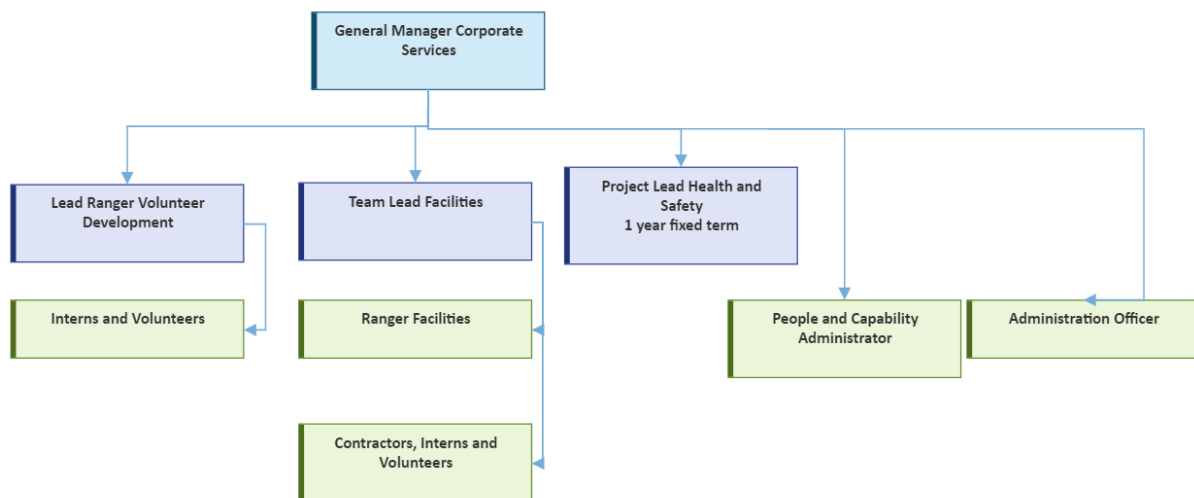 General Manager Corporate
Services
Lead Ranger Volunteer
Development
Team Lead Facilities
Project Lead Health and
Safety
1 year fixed term
Interns and Volunteers
Ranger Facilities
People and Capability
Administrator
Administration Officer
Contractors, Interns and
Volunteers